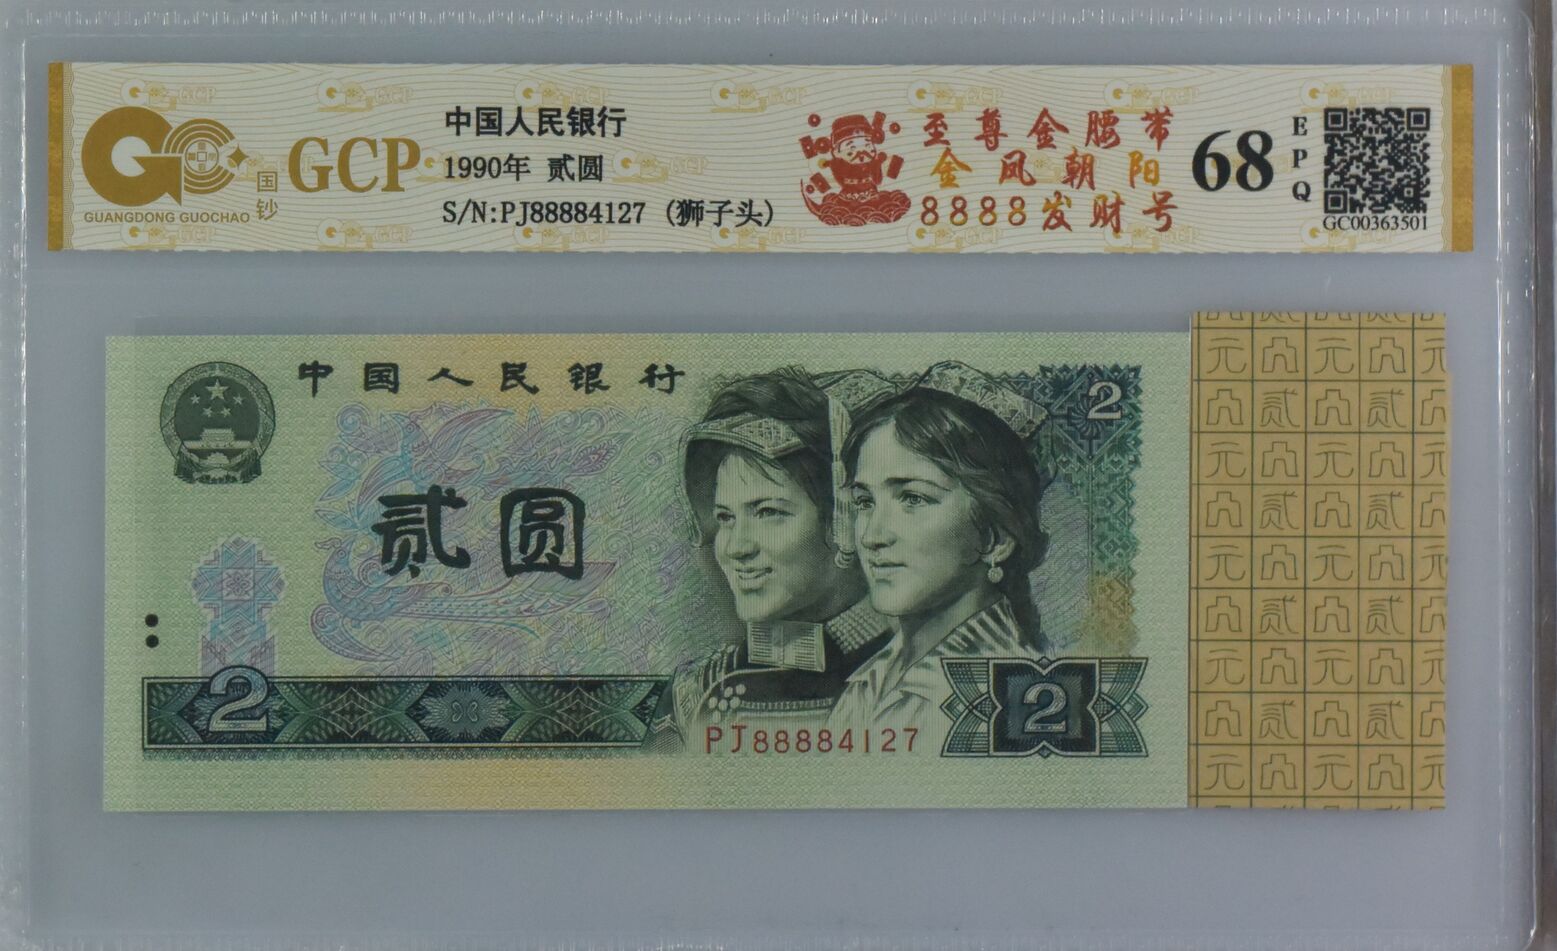 GCP
国钞
GUANGDONG GUOCHAO
中国人民银行
1990年 贰圆
S/N:PJ88884127 (狮子头)
至尊金腰带
金凤朝阳
8888发财号
68
EPQ
GC00363501
中国人民银行
2
贰圆
2
2
PJ88884127